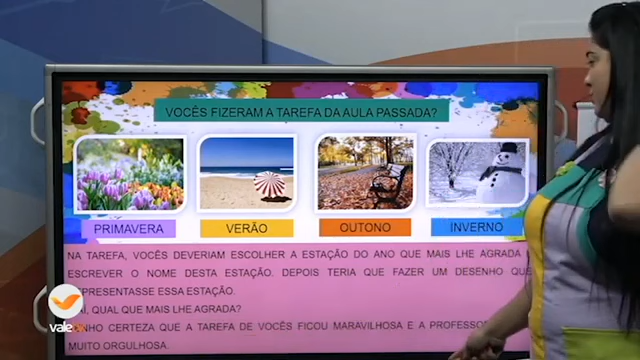 VOCÊS FIZERAM A TAREFA DA AULA PASSADA?
PRIMAVERA
VERÃO
OUTONO
INVERNO
NA TAREFA, VOCÊS DEVERIAM ESCOLHER A ESTAÇÃO DO ANO QUE MAIS LHE AGRADA
ESCREVER O NOME DESTA ESTAÇÃO. DEPOIS TERIA QUE FAZER UM DESENHO QUE
ESSA ESTAÇÃO.
QUAL QUE MAIS LHE AGRADA?
CERTEZA QUE A TAREFA DE VOCÊS FICOU MARAVILHOSA E A
MUITO ORGULHOSA.
vale